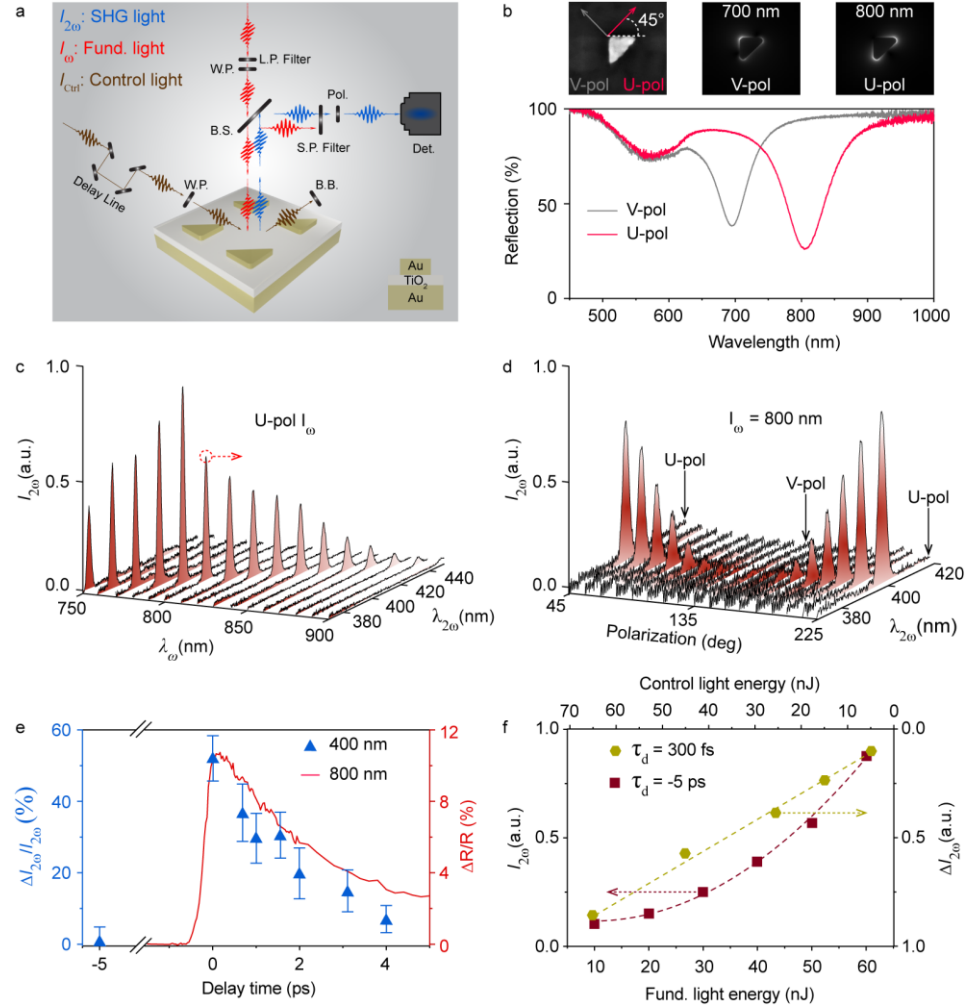 a
I2ω: SHG light
Iω: Fund. light
ICtrl: Control light
L.P. Filter
W.P.
Pol.
B.S.
S.P. Filter
Det.
Delay Line
W.P.
B.B.
Au
TiO2
Au
b
45°
V-pol U-pol
700 nm
V-pol
800 nm
U-pol
100
50
0
Reflection (%)
V-pol
U-pol
500 600 700 800 900 1000
Wavelength (nm)
c
1.0
0.5
0.0
I2ω(a.u.)
U-pol Iω
750
800
850
900
λω(nm)
380
400
420
440
λ2ω(nm)
d
1.0
0.5
0.0
I2ω(a.u.)
Iω = 800 nm
U-pol
V-pol
U-pol
45
135
225
Polarization (deg)
380
400
420
λ2ω(nm)
e
60
40
20
0
ΔI2ω/I2ω (%)
400 nm
800 nm
12
8
4
0
ΔR/R (%)
-5 0 2 4
Delay time (ps)
f
Control light energy (nJ)
70 60 50 40 30 20 10 0
1.0
0.5
0.0
I2ω(a.u.)
τd = 300 fs
τd = -5 ps
0.0
0.5
1.0
ΔI2ω(a.u.)
10 20 30 40 50 60
Fund. light energy (nJ)